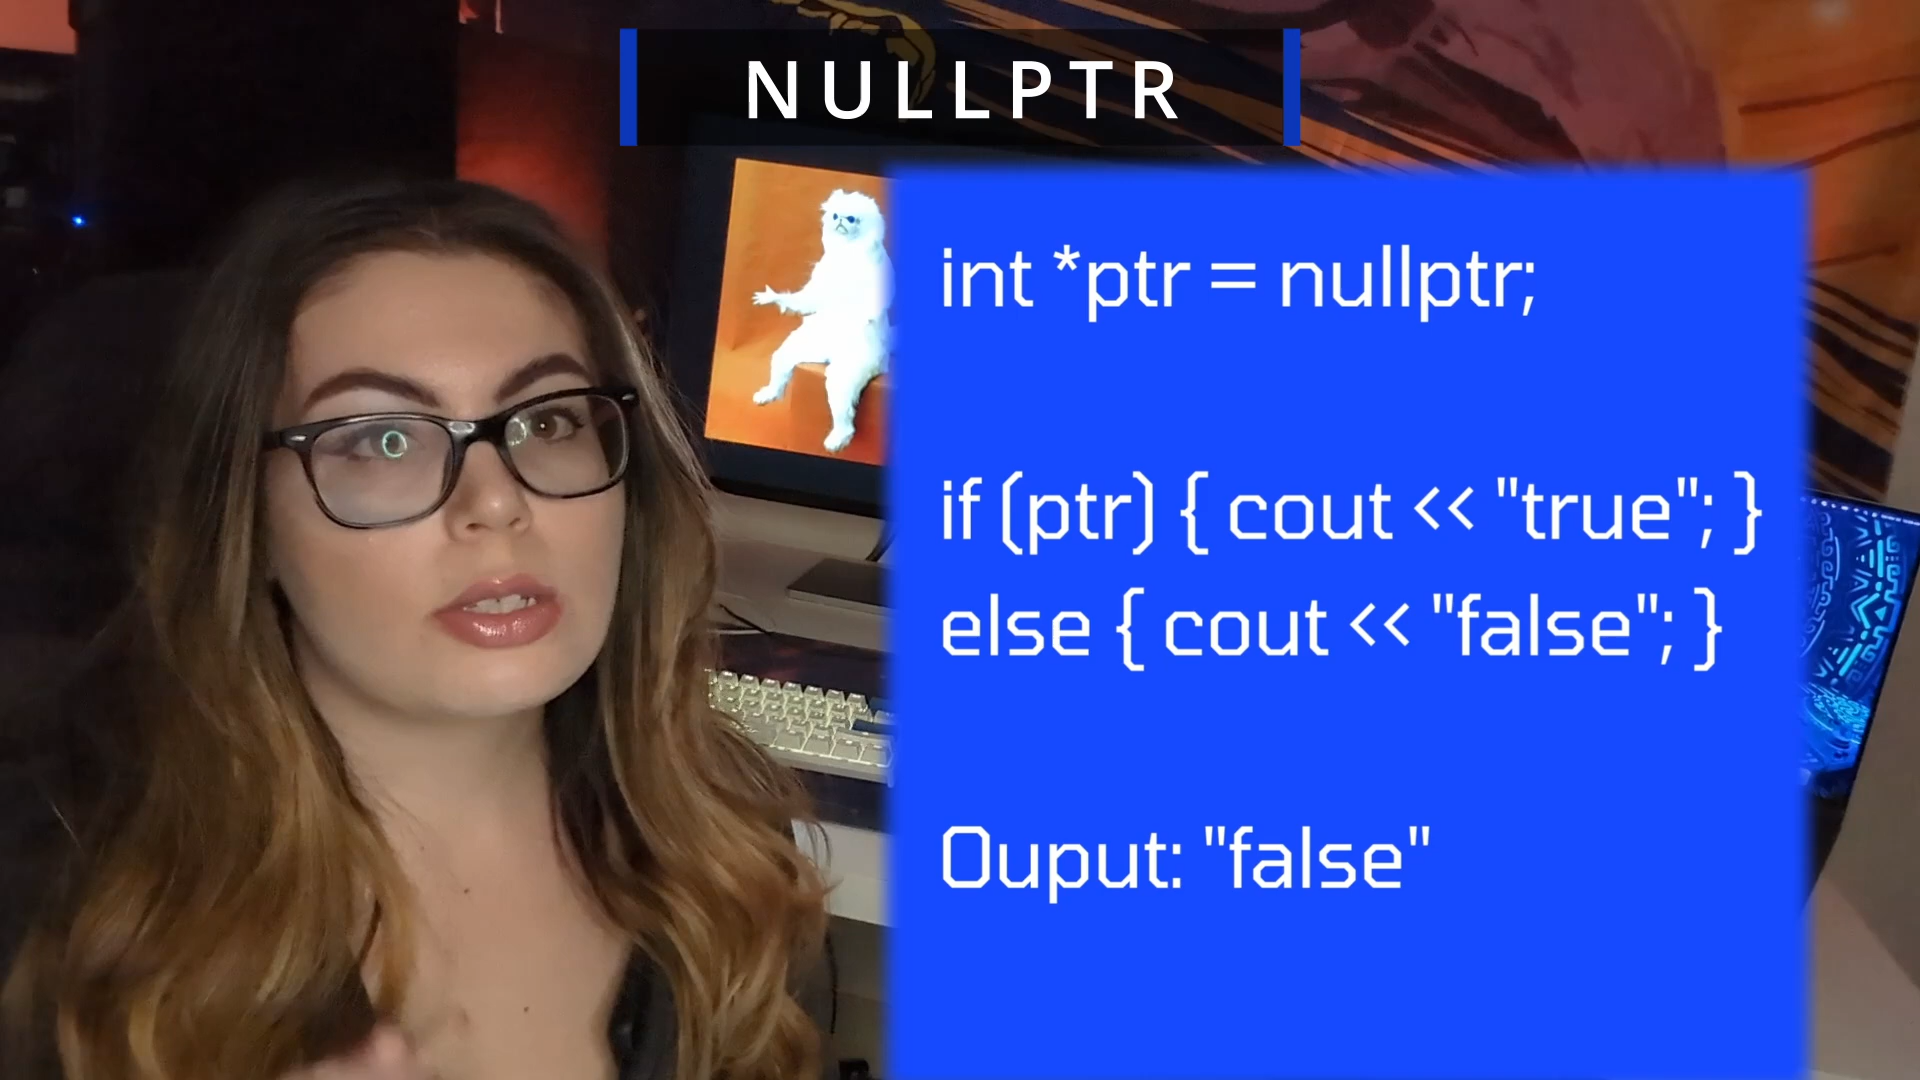 NULLPTR
int *ptr = nullptr;
if (ptr) { cout << "true"; }
else { cout << "false"; }
Ouput: "false"